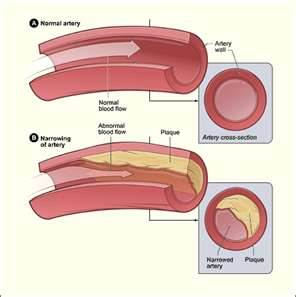 A Normal artery
Artery
wall
Normal
blood flow
Artery cross-section
B Narrowing
of artery
Abnormal
blood flow
Plaque
Narrowed
artery
Plaque